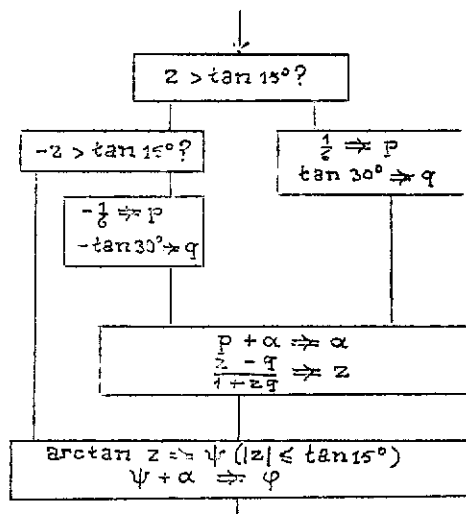 z > tan 15°?
-z > tan 15°?
1/6 ⇒ p
tan 30° ⇒ q
-1/6 ⇒ p
-tan 30° ⇒ q
p + α ⇒ α
z - q / 1 + zq ⇒ z
arctan z ⇒ ψ (|z| ≤ tan 15°)
ψ + α ⇒ φ